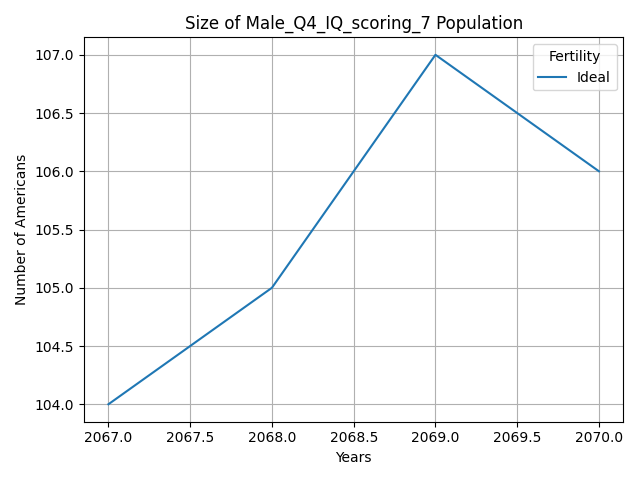 Size of Male_Q4_IQ_scoring_7 Population
Fertility
Ideal
107.0
106.5
106.0
105.5
105.0
104.5
104.0
Number of Americans
2067.0 2067.5 2068.0 2068.5 2069.0 2069.5 2070.0
Years